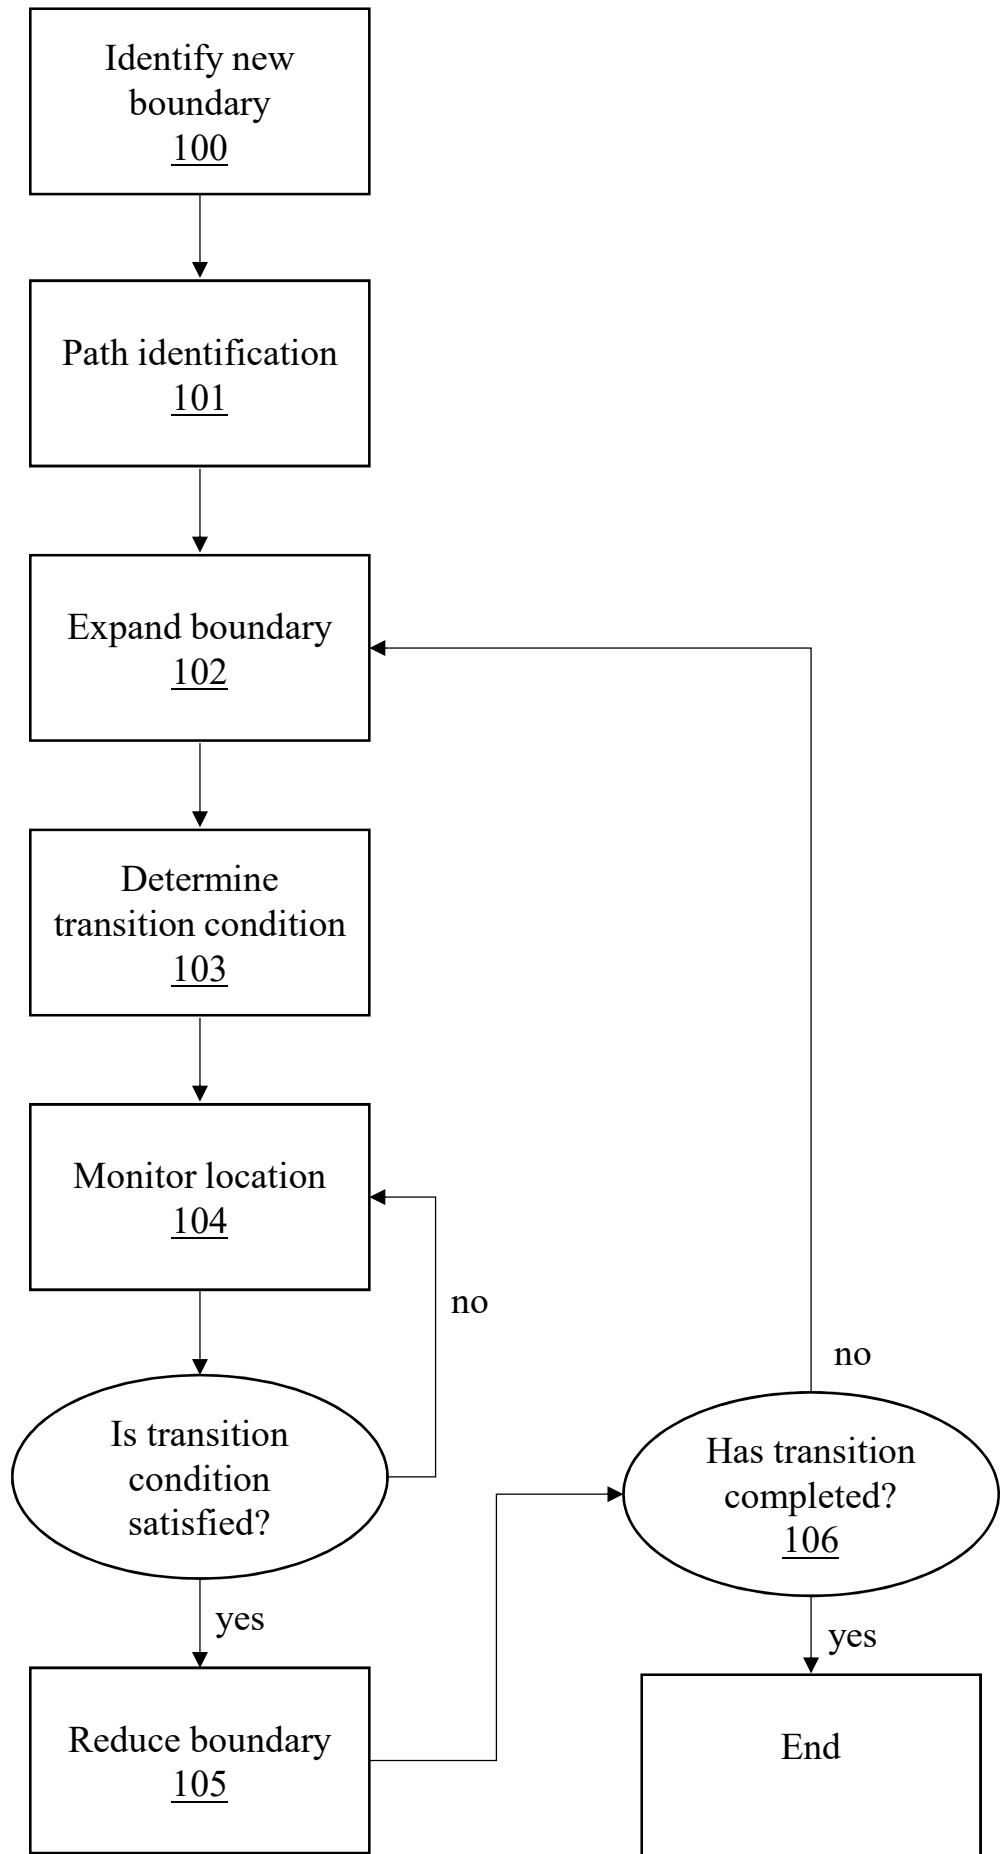 Identify new
boundary
100
Path identification
101
Expand boundary
102
Determine
transition condition
103
Monitor location
104
no
Is transition
condition
satisfied?
yes
Reduce boundary
105
no
Has transition
completed?
106
yes
End